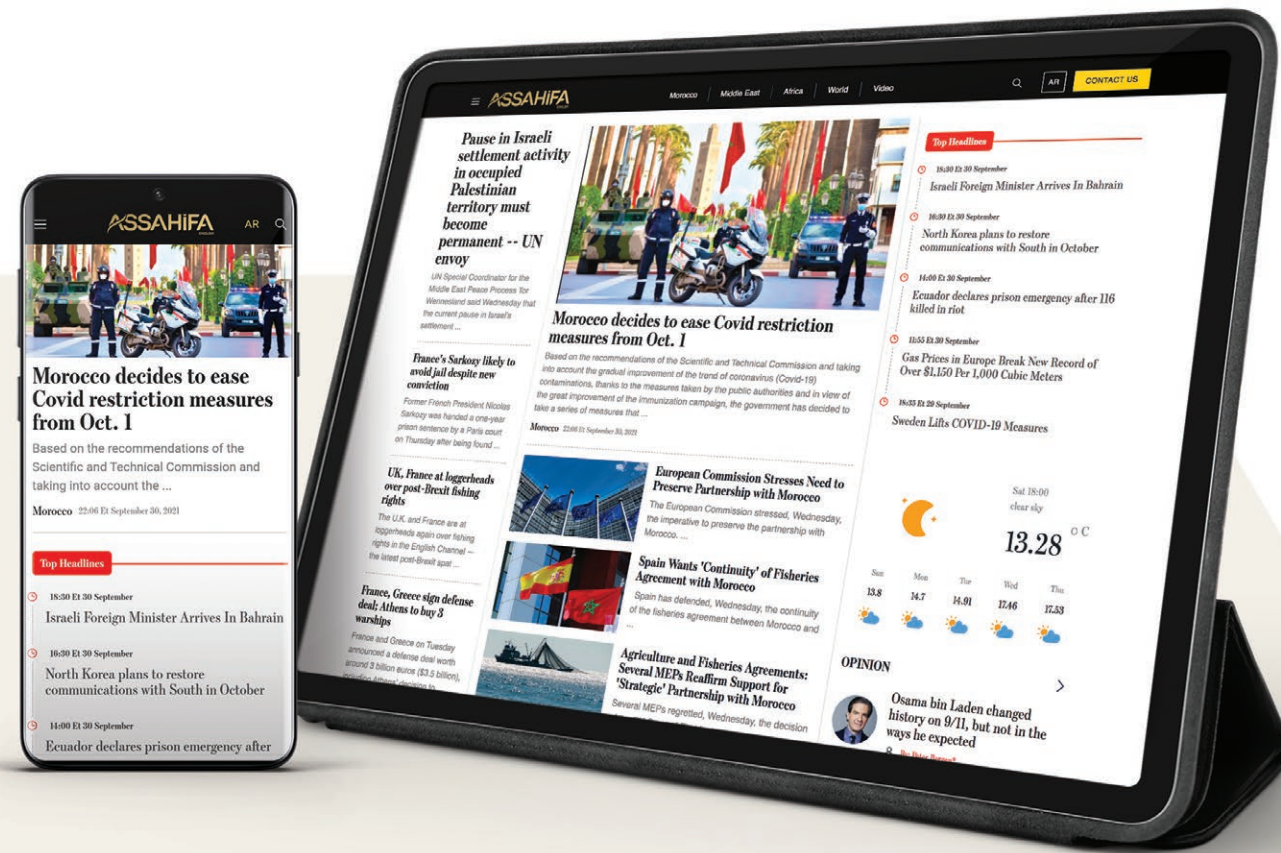 ASSAHiFA
AR
Morocco decides to ease
Covid restriction measures
from Oct. 1
Based on the recommendations of the
Scientific and Technical Commission and
taking into account the ...
Morocco 22:06 Et September 30, 2021
Top Headlines
18:30 Et 30 September
Israeli Foreign Minister Arrives In Bahrain
16:30 Et 30 September
North Korea plans to restore
communications with South in October
14:00 Et 30 September
Ecuador declares prison emergency after
ASSAHiFA
Morocco
Middle East
Africa
World
Video
AR
CONTACT US
Pause in Israeli
settlement activity
in occupied
Palestinian
territory must
become
permanent -- UN
envoy
UN Special Coordinator for the
Middle East Peace Process Tor
Wennesland said Wednesday that
the current pause in Israel's
settlement ...
France's Sarkozy likely to
avoid jail despite new
conviction
Former French President Nicolas
Sarkozy was handed a one-year
prison sentence by a Paris court
on Thursday after being found ...
UK, France at loggerheads
over post-Brexit fishing
rights
The U.K. and France are at
loggerheads again over fishing
rights in the English Channel —
the latest post-Brexit spat ...
France, Greece sign defense
deal; Athens to buy 3
warships
France and Greece on Tuesday
announced a defense deal worth
around 3 billion euros ($3.5 billion),
including Athens' decision to
Morocco decides to ease Covid restriction
measures from Oct. 1
Based on the recommendations of the Scientific and Technical Commission and taking
into account the gradual improvement of the trend of coronavirus (Covid-19)
contaminations, thanks to the measures taken by the public authorities and in view of
the great improvement of the immunization campaign, the government has decided to
take a series of measures that ...
Morocco 22:06 Et September 30, 2021
European Commission Stresses Need to
Preserve Partnership with Morocco
The European Commission stressed, Wednesday,
the imperative to preserve the partnership with
Morocco. ...
Spain Wants 'Continuity' of Fisheries
Agreement with Morocco
Spain has defended, Wednesday, the continuity
of the fisheries agreement between Morocco and
...
Agriculture and Fisheries Agreements:
Several MEPs Reaffirm Support for
'Strategic' Partnership with Morocco
Several MEPs regretted, Wednesday, the decision
Top Headlines
18:30 Et 30 September
Israeli Foreign Minister Arrives In Bahrain
16:30 Et 30 September
North Korea plans to restore
communications with South in October
14:00 Et 30 September
Ecuador declares prison emergency after 116
killed in riot
11:55 Et 30 September
Gas Prices in Europe Break New Record of
Over $1,150 Per 1,000 Cubic Meters
18:35 Et 29 September
Sweden Lifts COVID-19 Measures
Sat 18:00
clear sky
13.28 °C
Sun Mon Tue Wed Thu
13.8 14.7 14.91 17.46 17.53
OPINION
Osama bin Laden changed
history on 9/11, but not in the
ways he expected